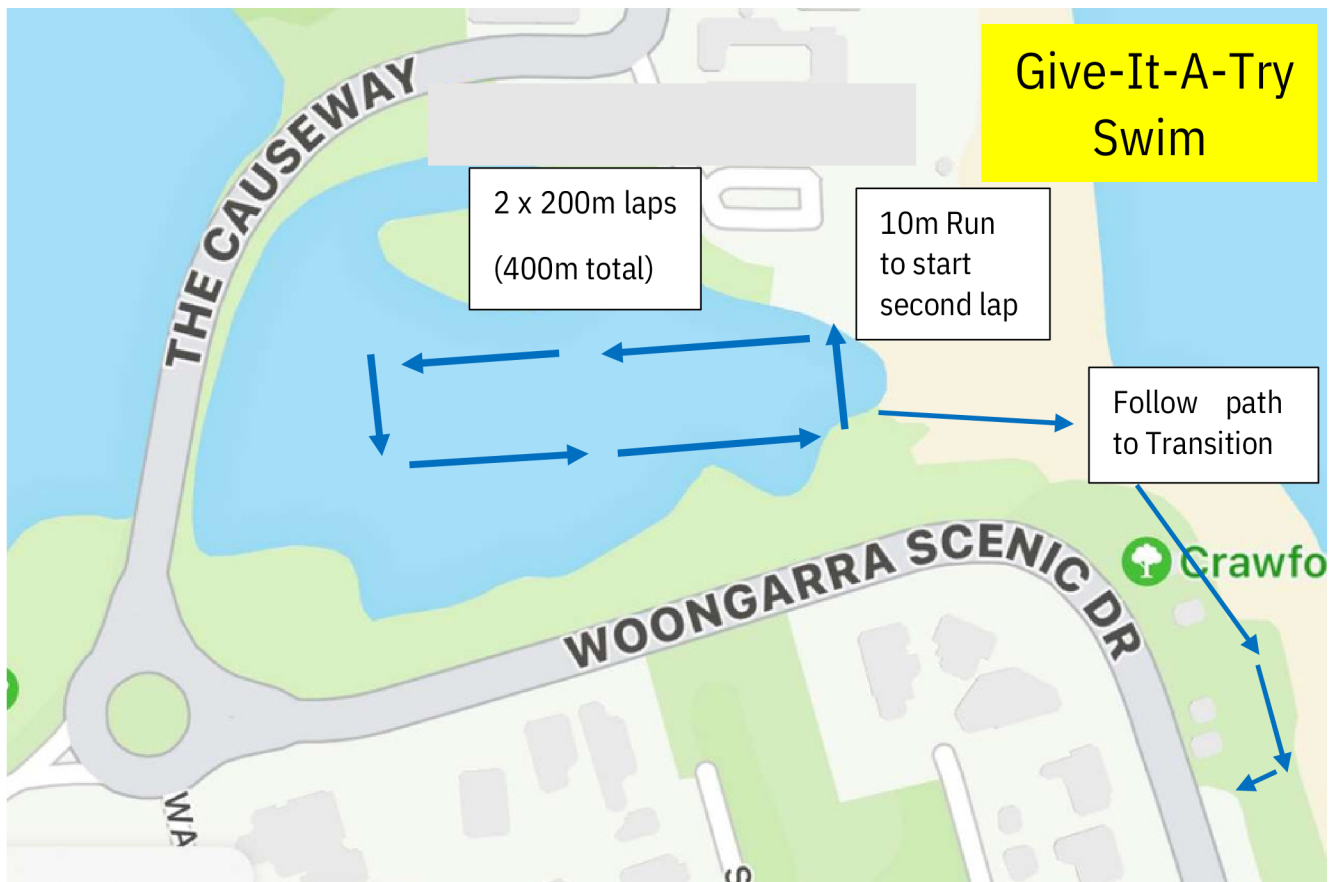 Give-It-A-Try
Swim
THE CAUSEWAY
2 x 200m laps
(400m total)
10m Run
to start
second lap
Follow path
to Transition
Crawfo
WOONGARRA SCENIC DR
WA
S